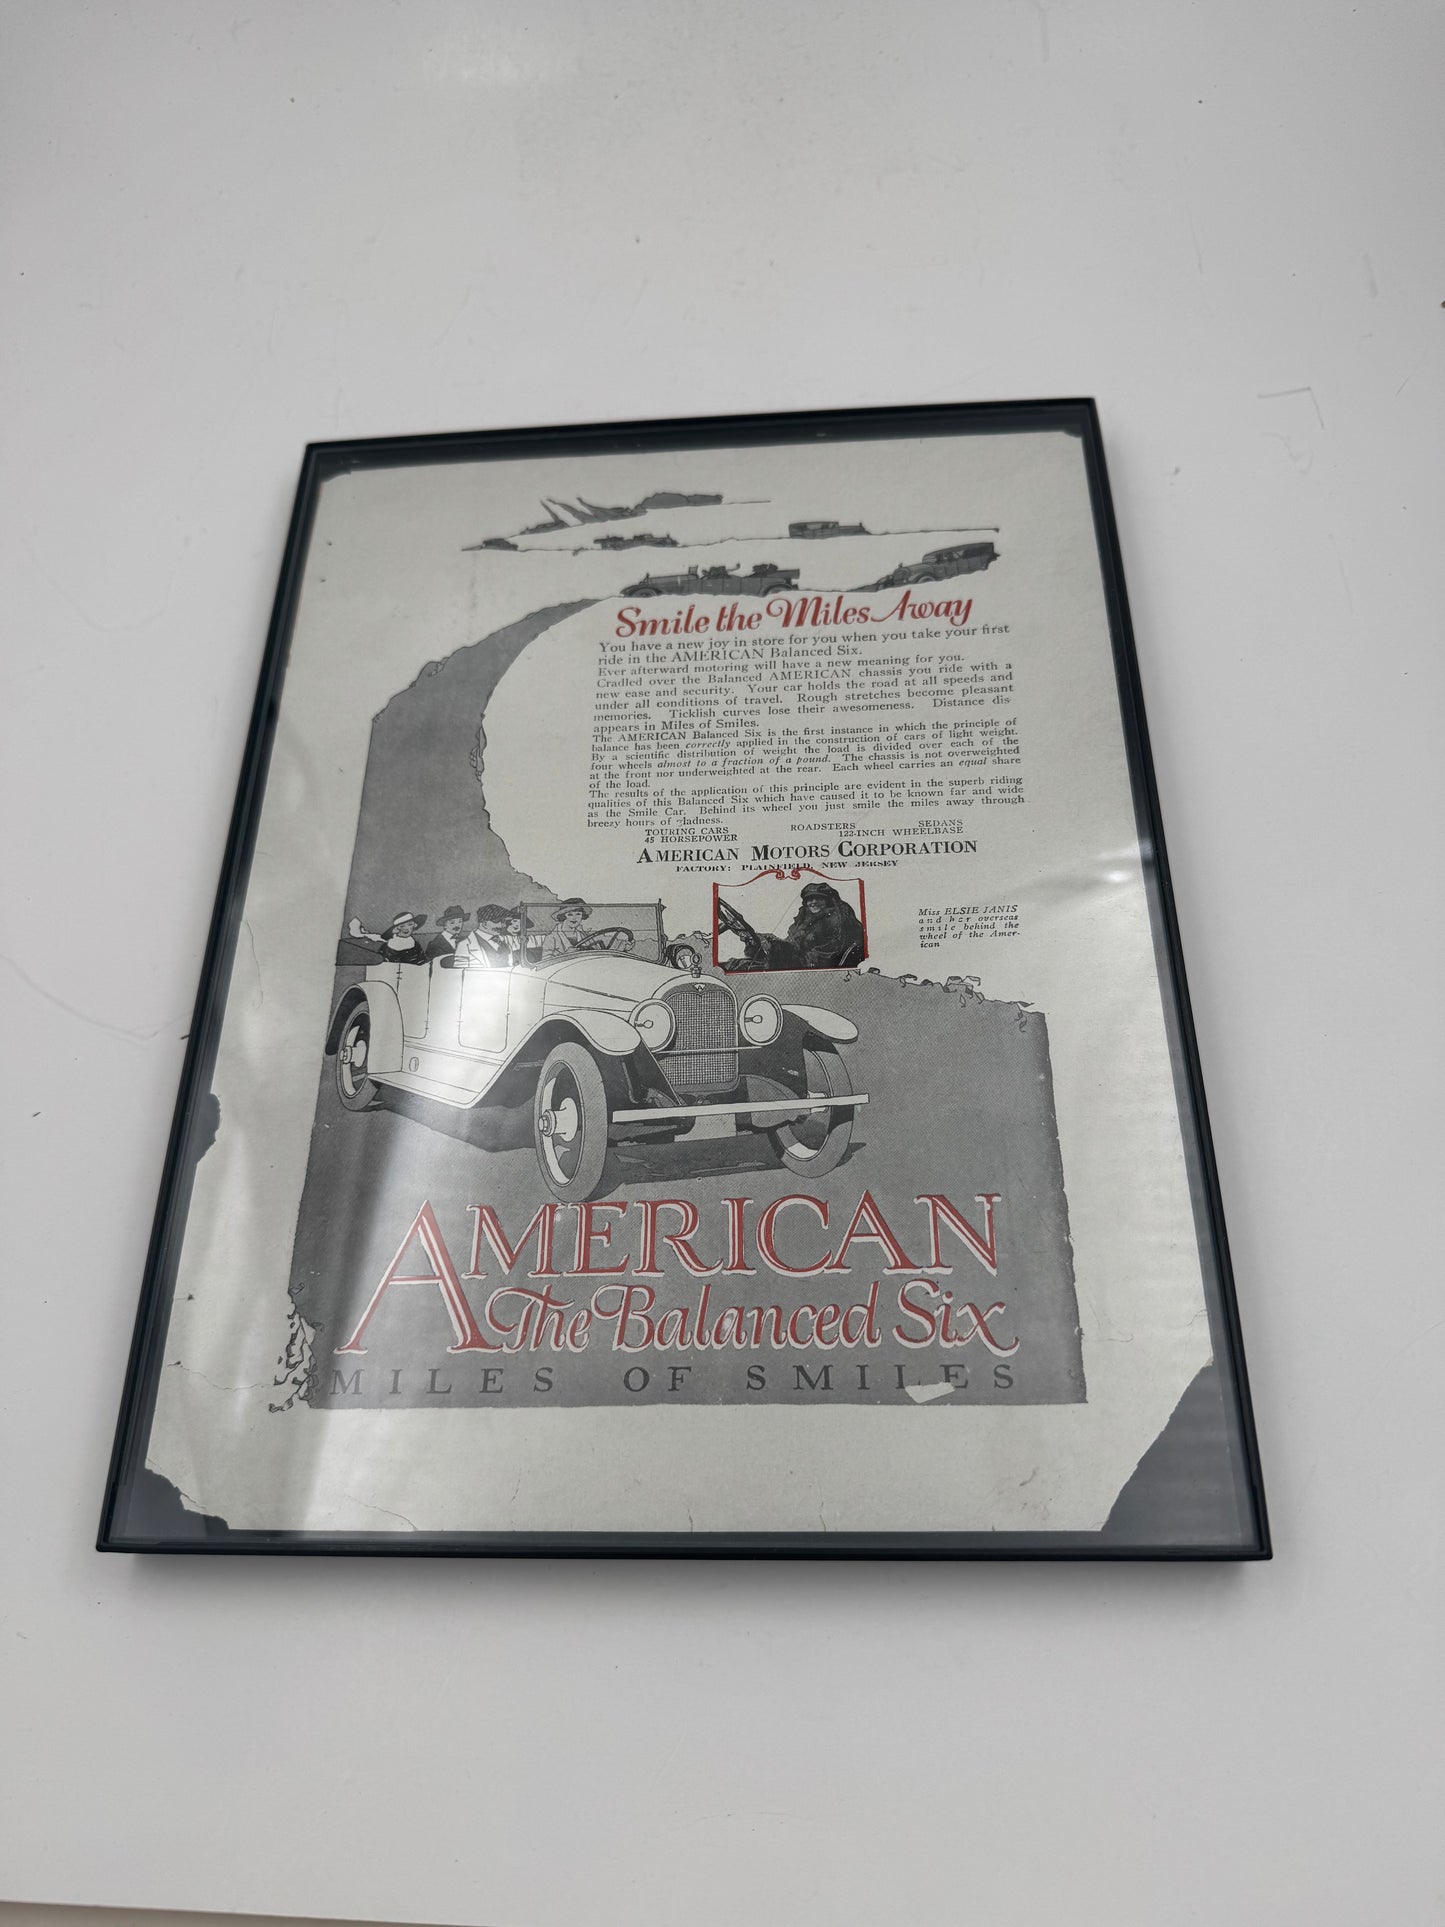 Smile the Miles Away
You have a new joy in store for you when you take your first
ride in the AMERICAN Balanced Six.
Ever afterward motoring will have a new meaning for you.
Cradled over the Balanced AMERICAN chassis you ride with a
new ease and security. Your car holds the road at all speeds and
under all conditions of travel. Rough stretches become pleasant
memories. Ticklish curves lose their awesomeness. Distance dis-
appears in Miles of Smiles.
The AMERICAN Balanced Six is the first instance in which the principle of
balance has been correctly applied in the construction of cars of light weight.
By a scientific distribution of weight the load is divided over each of the
four wheels almost to a fraction of a pound. The chassis is not overweighted
at the front nor underweighted at the rear. Each wheel carries an equal share
of the load.
The results of the application of this principle are evident in the superb riding
qualities of this Balanced Six which have caused it to be known far and wide
as the Smile Car. Behind its wheel you just smile the miles away through
breezy hours of gladness.
TOURING CARS ROADSTERS SEDANS
45 HORSEPOWER 122-INCH WHEELBASE
AMERICAN MOTORS CORPORATION
FACTORY: PLAINFIELD, NEW JERSEY
Miss ELSIE JANIS
and her overseas
smile behind the
wheel of the Amer-
ican
AMERICAN
The Balanced Six
MILES OF SMILES